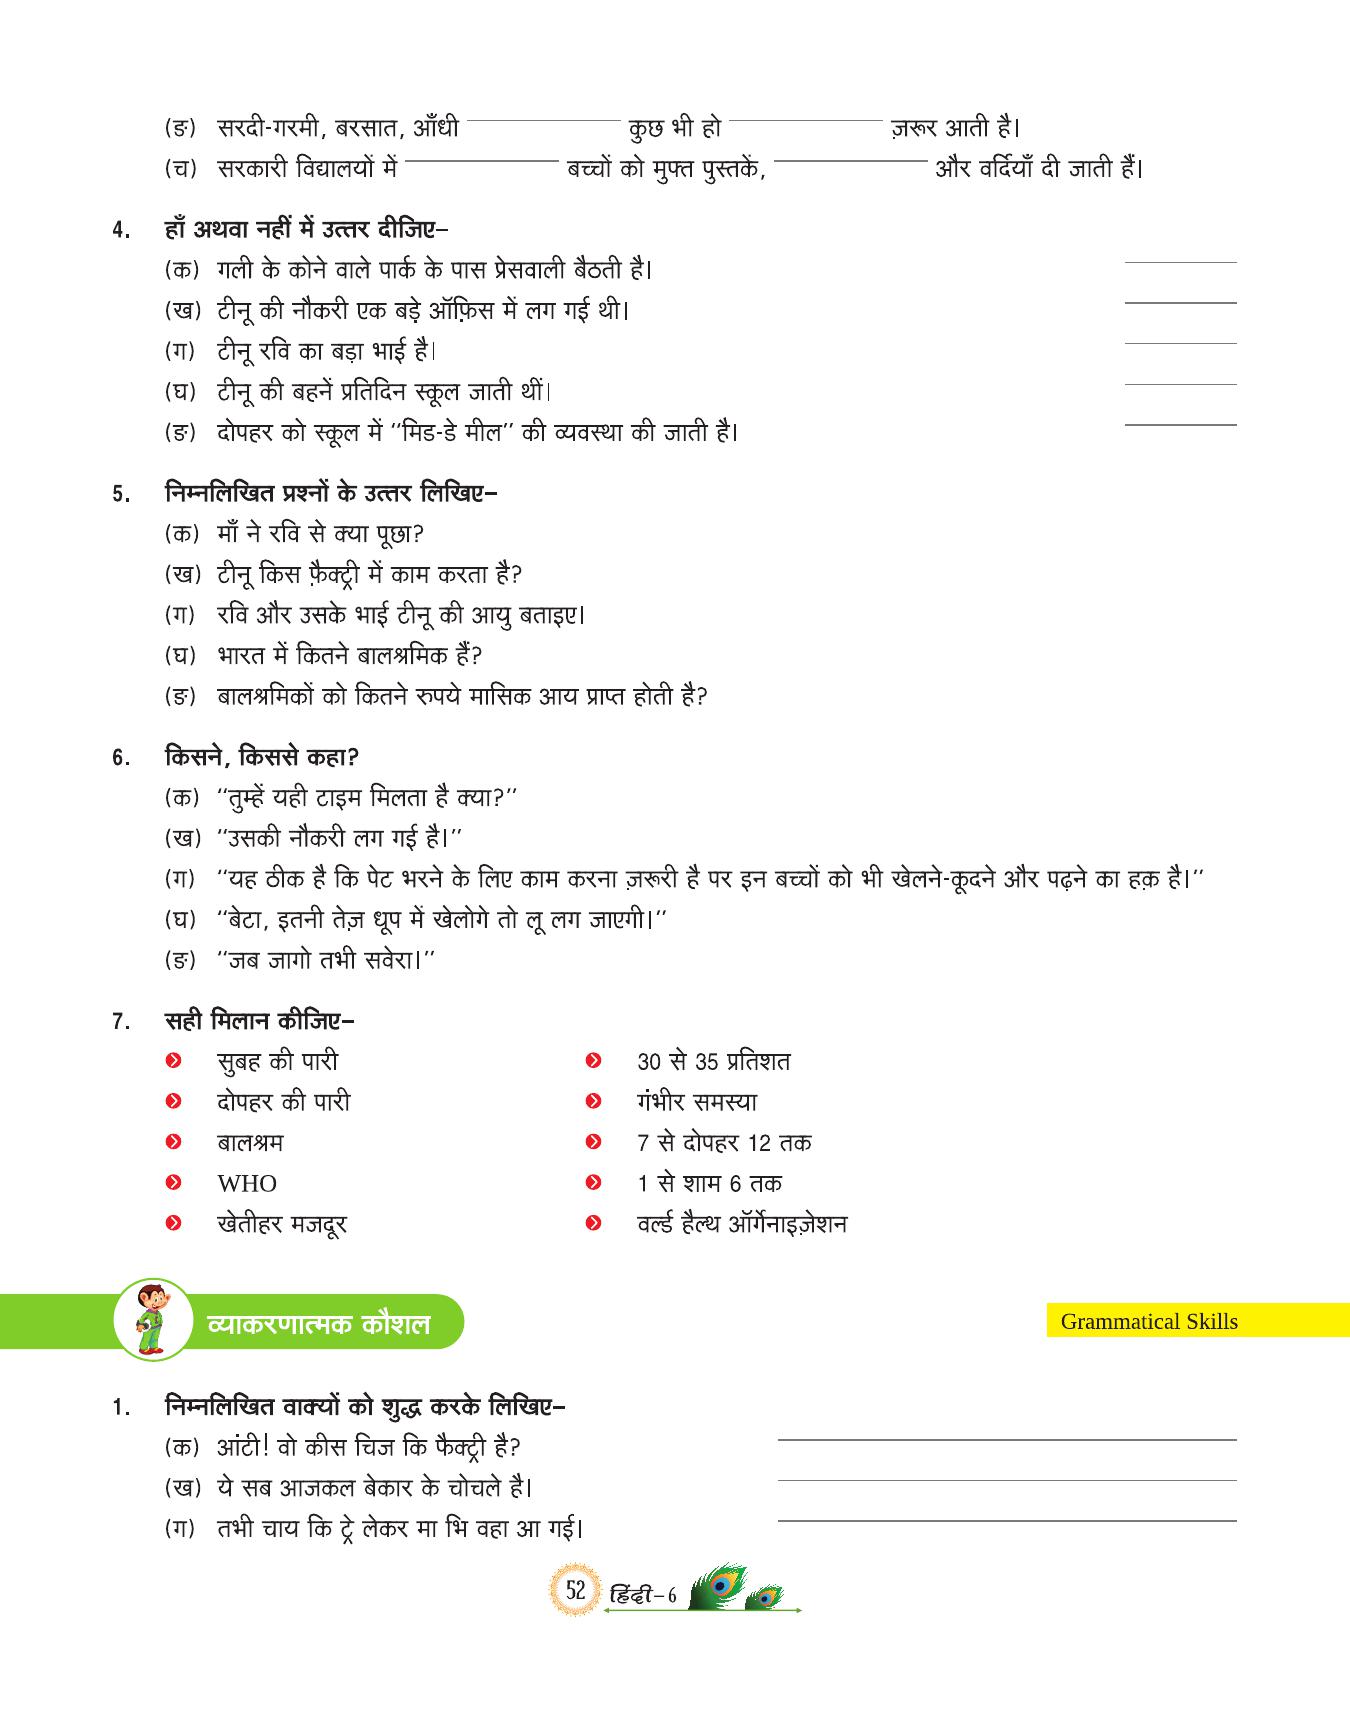 (ङ) सरदी-गरमी, बरसात, आँधी ____________ कुछ भी हो ____________ ज़रूर आती है।
(च) सरकारी विद्यालयों में ____________ बच्चों को मुफ्त पुस्तकें, ____________ और वर्दियाँ दी जाती हैं।
4. हाँ अथवा नहीं में उत्तर दीजिए–
(क) गली के कोने वाले पार्क के पास प्रेसवाली बैठती है। ________
(ख) टीनू की नौकरी एक बड़े ऑफ़िस में लग गई थी। ________
(ग) टीनू रवि का बड़ा भाई है। ________
(घ) टीनू की बहनें प्रतिदिन स्कूल जाती थीं। ________
(ङ) दोपहर को स्कूल में ‘‘मिड-डे मील’’ की व्यवस्था की जाती है। ________
5. निम्नलिखित प्रश्नों के उत्तर लिखिए–
(क) माँ ने रवि से क्या पूछा?
(ख) टीनू किस फ़ैक्ट्री में काम करता है?
(ग) रवि और उसके भाई टीनू की आयु बताइए।
(घ) भारत में कितने बालश्रमिक हैं?
(ङ) बालश्रमिकों को कितने रुपये मासिक आय प्राप्त होती है?
6. किसने, किससे कहा?
(क) ‘‘तुम्हें यही टाइम मिलता है क्या?’’
(ख) ‘‘उसकी नौकरी लग गई है।’’
(ग) ‘‘यह ठीक है कि पेट भरने के लिए काम करना ज़रूरी है पर इन बच्चों को भी खेलने-कूदने और पढ़ने का हक़ है।’’
(घ) ‘‘बेटा, इतनी तेज़ धूप में खेलोगे तो लू लग जाएगी।’’
(ङ) ‘‘जब जागो तभी सवेरा।’’
7. सही मिलान कीजिए–
सुबह की पारी 30 से 35 प्रतिशत
दोपहर की पारी गंभीर समस्या
बालश्रम 7 से दोपहर 12 तक
WHO 1 से शाम 6 तक
खेतीहर मजदूर वर्ल्ड हैल्थ ऑर्गेनाइज़ेशन
व्याकरणात्मक कौशल Grammatical Skills
1. निम्नलिखित वाक्यों को शुद्ध करके लिखिए–
(क) आंटी! वो कीस चिज कि फैक्ट्री है? ____________
(ख) ये सब आजकल बेकार के चोचले है। ____________
(ग) तभी चाय कि ट्रे लेकर मा भि वहा आ गई। ____________
52 हिंदी–6